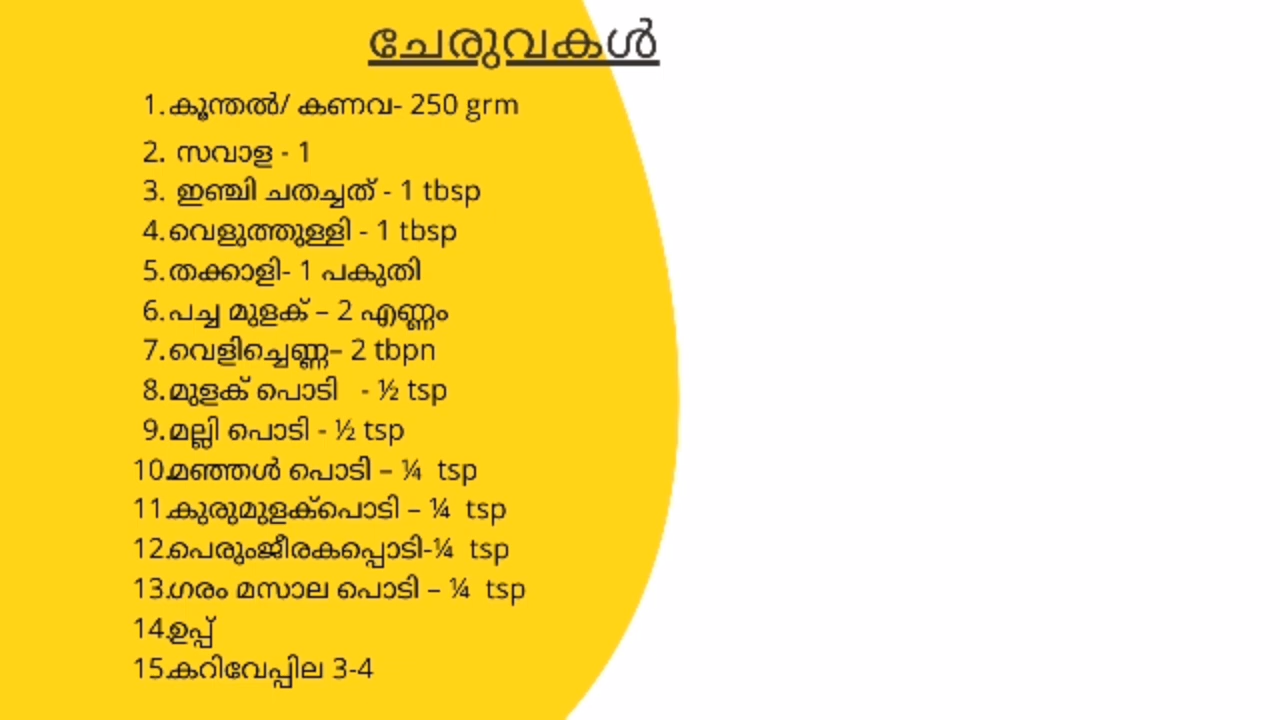 ചേരുവകൾ
1.കൂന്തൽ/ കണവ- 250 grm
2. സവാള - 1
3. ഇഞ്ചി ചതച്ചത് - 1 tbsp
4.വെളുത്തുള്ളി - 1 tbsp
5.തക്കാളി- 1 പകുതി
6.പച്ച മുളക് – 2 എണ്ണം
7.വെളിച്ചെണ്ണ– 2 tbpn
8.മുളക് പൊടി - ½ tsp
9.മല്ലി പൊടി - ½ tsp
10.മഞ്ഞൾ പൊടി – ¼ tsp
11.കുരുമുളക്പൊടി – ¼ tsp
12.പെരുംജീരകപ്പൊടി-¼ tsp
13.ഗരം മസാല പൊടി – ¼ tsp
14.ഉപ്പ്
15.കറിവേപ്പില 3-4